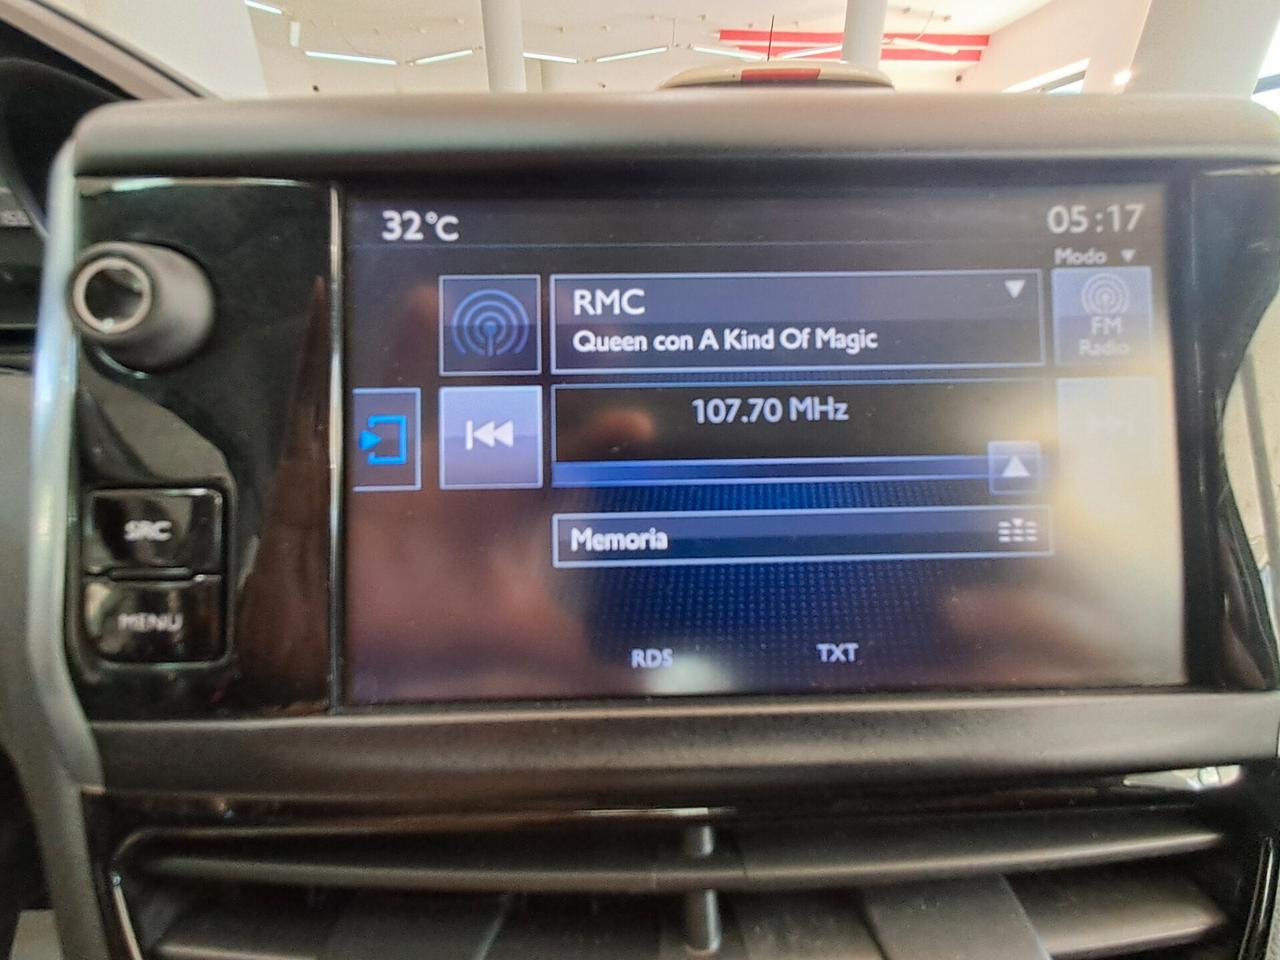 32°C
05:17
Modo
RMC
Queen con A Kind Of Magic
FM
Radio
107.70 MHz
SRC
Memoria
MENU
RDS
TXT